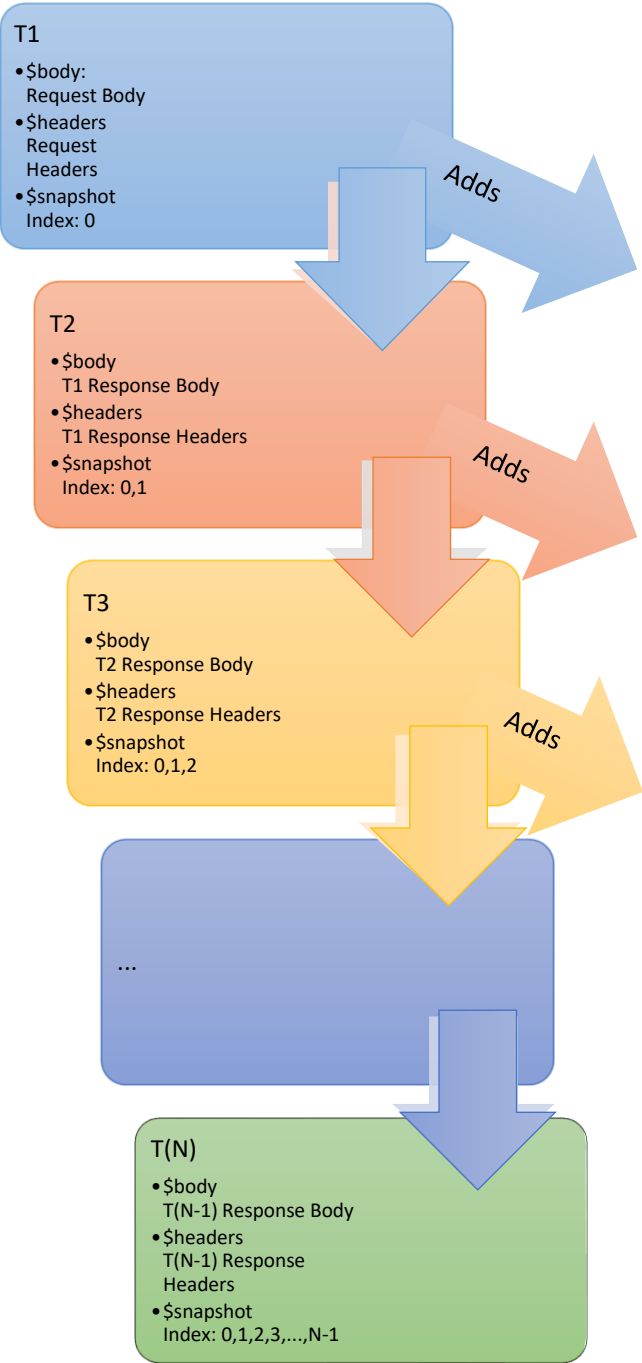 T1
•$body:
Request Body
•$headers
Request
Headers
•$snapshot
Index: 0
Adds
T2
•$body
T1 Response Body
•$headers
T1 Response Headers
•$snapshot
Index: 0,1
Adds
T3
•$body
T2 Response Body
•$headers
T2 Response Headers
•$snapshot
Index: 0,1,2
Adds
...
T(N)
•$body
T(N-1) Response Body
•$headers
T(N-1) Response
Headers
•$snapshot
Index: 0,1,2,3,...,N-1